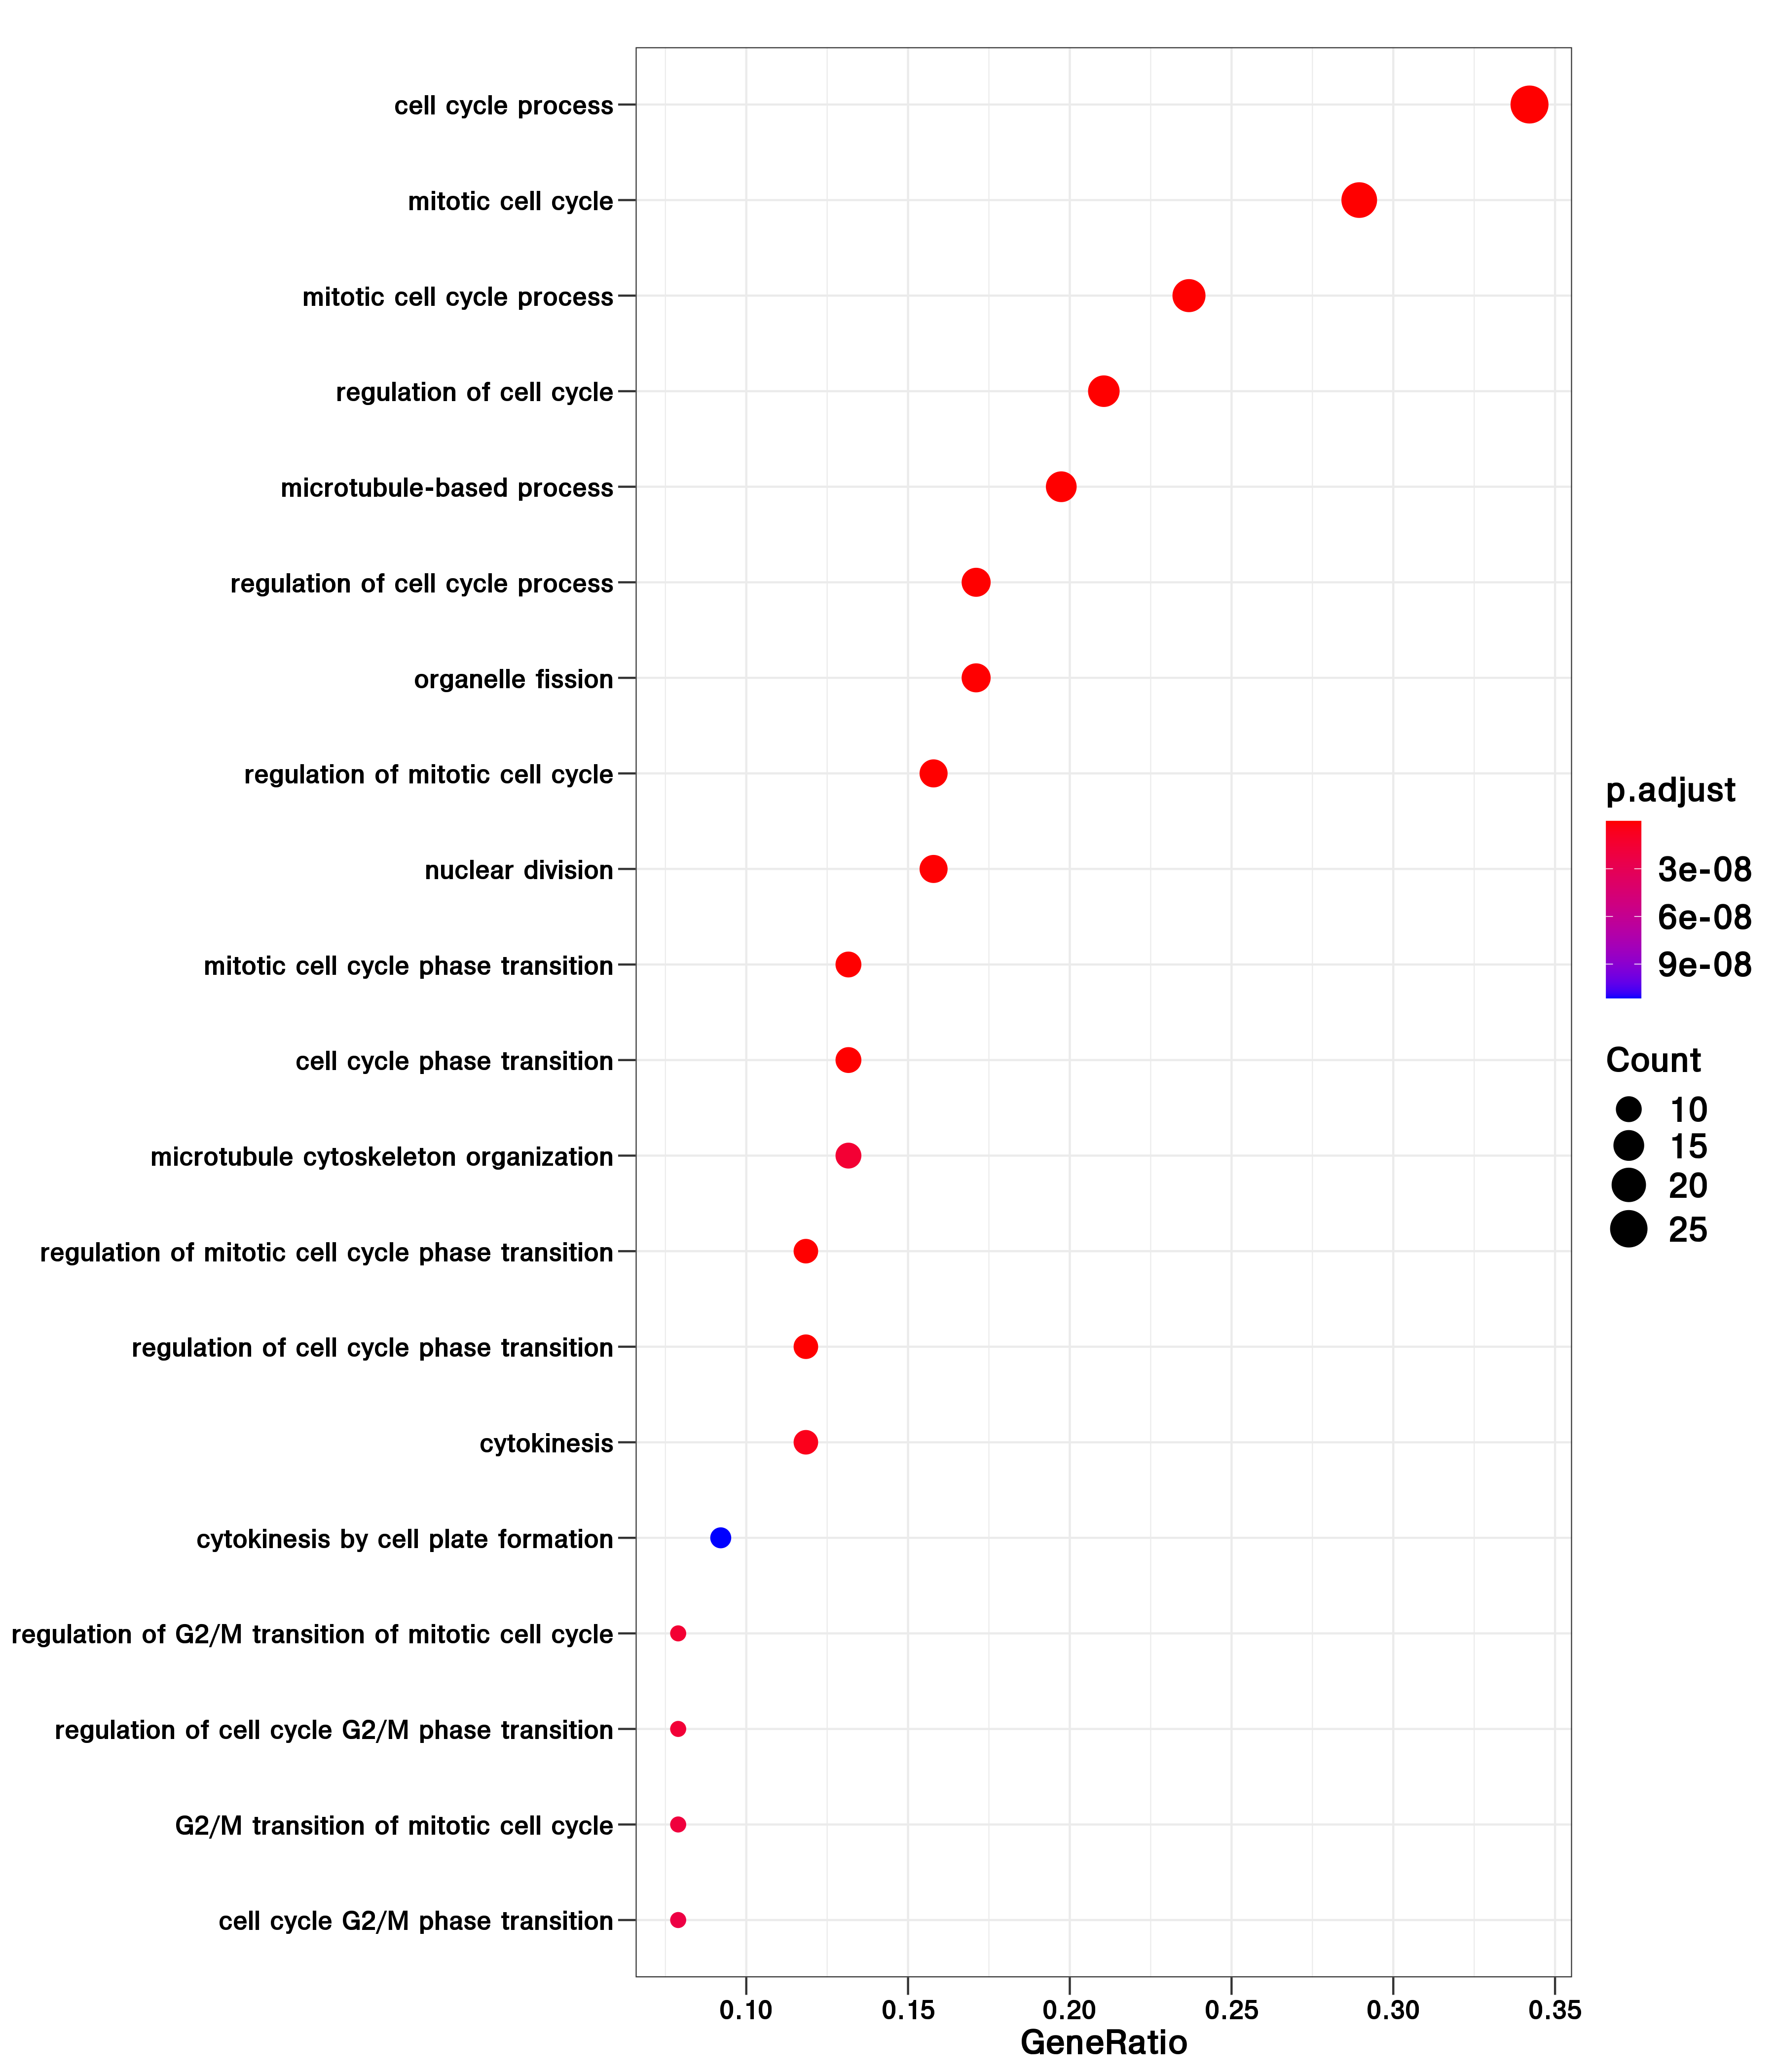 cell cycle process
mitotic cell cycle
mitotic cell cycle process
regulation of cell cycle
microtubule-based process
regulation of cell cycle process
organelle fission
regulation of mitotic cell cycle
nuclear division
mitotic cell cycle phase transition
cell cycle phase transition
microtubule cytoskeleton organization
regulation of mitotic cell cycle phase transition
regulation of cell cycle phase transition
cytokinesis
cytokinesis by cell plate formation
regulation of G2/M transition of mitotic cell cycle
regulation of cell cycle G2/M phase transition
G2/M transition of mitotic cell cycle
cell cycle G2/M phase transition
0.10 0.15 0.20 0.25 0.30 0.35
GeneRatio
p.adjust
3e-08
6e-08
9e-08
Count
10
15
20
25